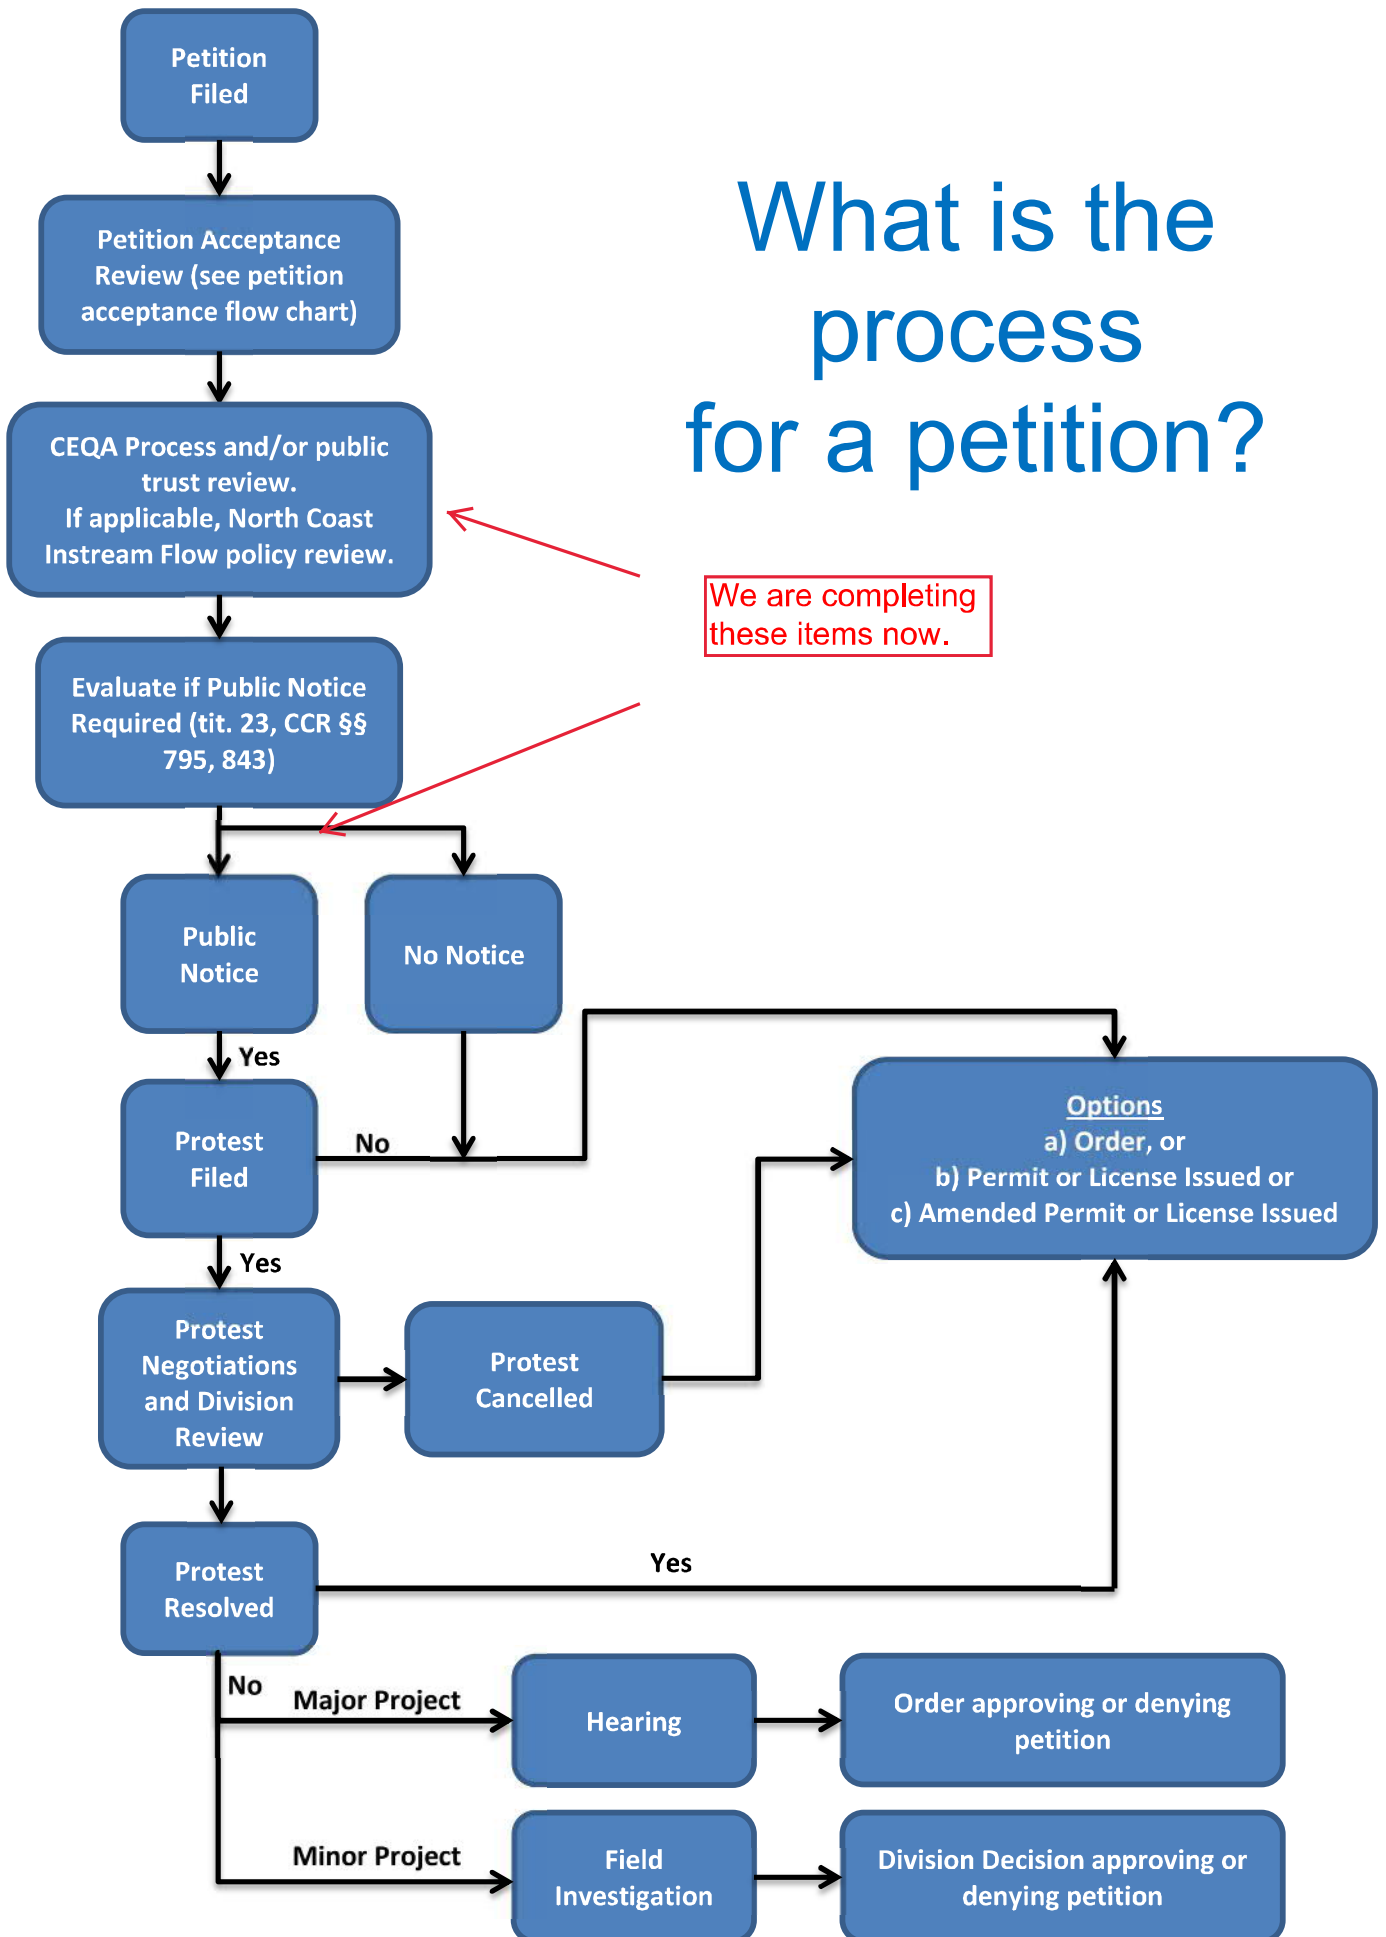 Petition
Filed
What is the
process
for a petition?
Petition Acceptance
Review (see petition
acceptance flow chart)
CEQA Process and/or public
trust review.
If applicable, North Coast
Instream Flow policy review.
We are completing
these items now.
Evaluate if Public Notice
Required (tit. 23, CCR §§
795, 843)
Public
Notice
No Notice
Yes
Protest
Filed
No
Options
a) Order, or
b) Permit or License Issued or
c) Amended Permit or License Issued
Yes
Protest
Negotiations
and Division
Review
Protest
Cancelled
Protest
Resolved
Yes
No
Major Project
Hearing
Order approving or denying
petition
Minor Project
Field
Investigation
Division Decision approving or
denying petition